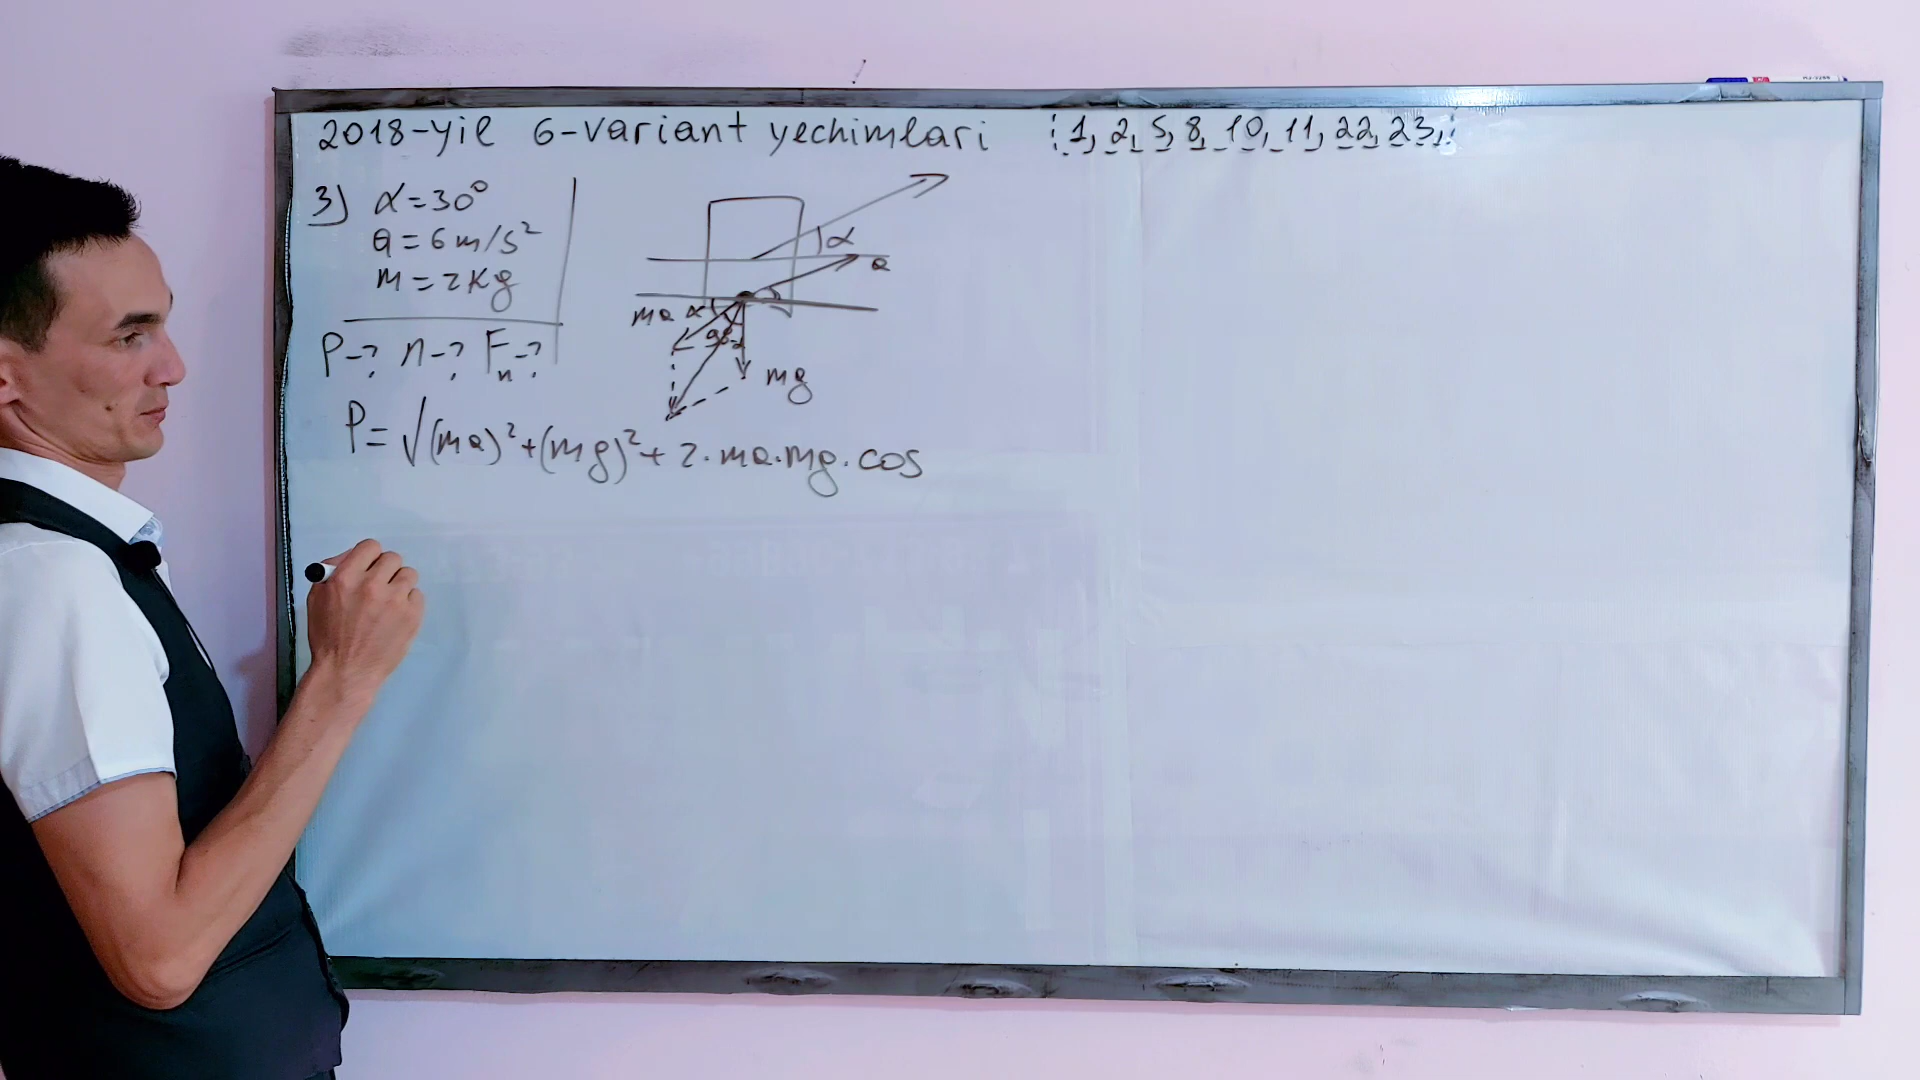 2018-yil 6-variant yechimlari (1, 2, 5, 8, 10, 11, 22, 23,
3) α=30°
a=6m/s²
m=2kg
P-? n-? Fₙ-?
α
a
ma α
90-α
mg
P=√(ma)²+(mg)²+2·ma·mg·cos